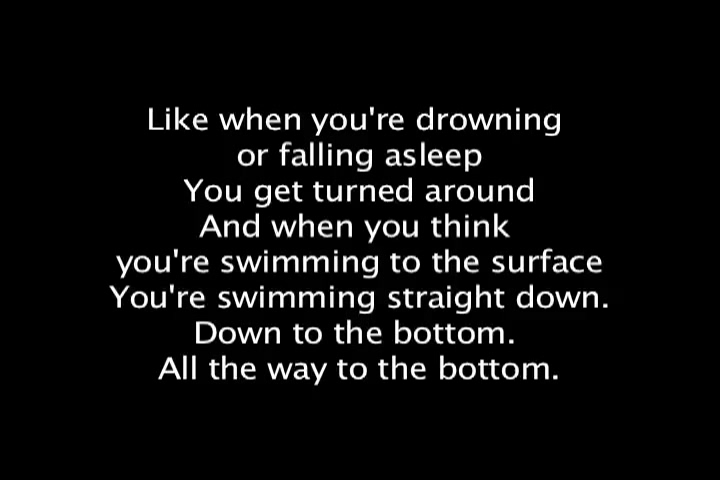 Like when you're drowning
or falling asleep
You get turned around
And when you think
you're swimming to the surface
You're swimming straight down.
Down to the bottom.
All the way to the bottom.